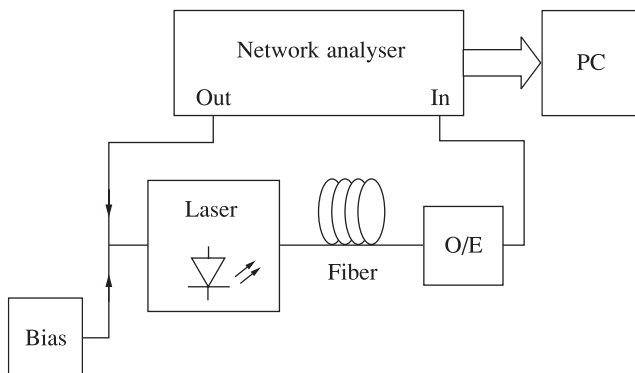 Network analyser
PC
Out
In
Laser
O/E
Fiber
Bias